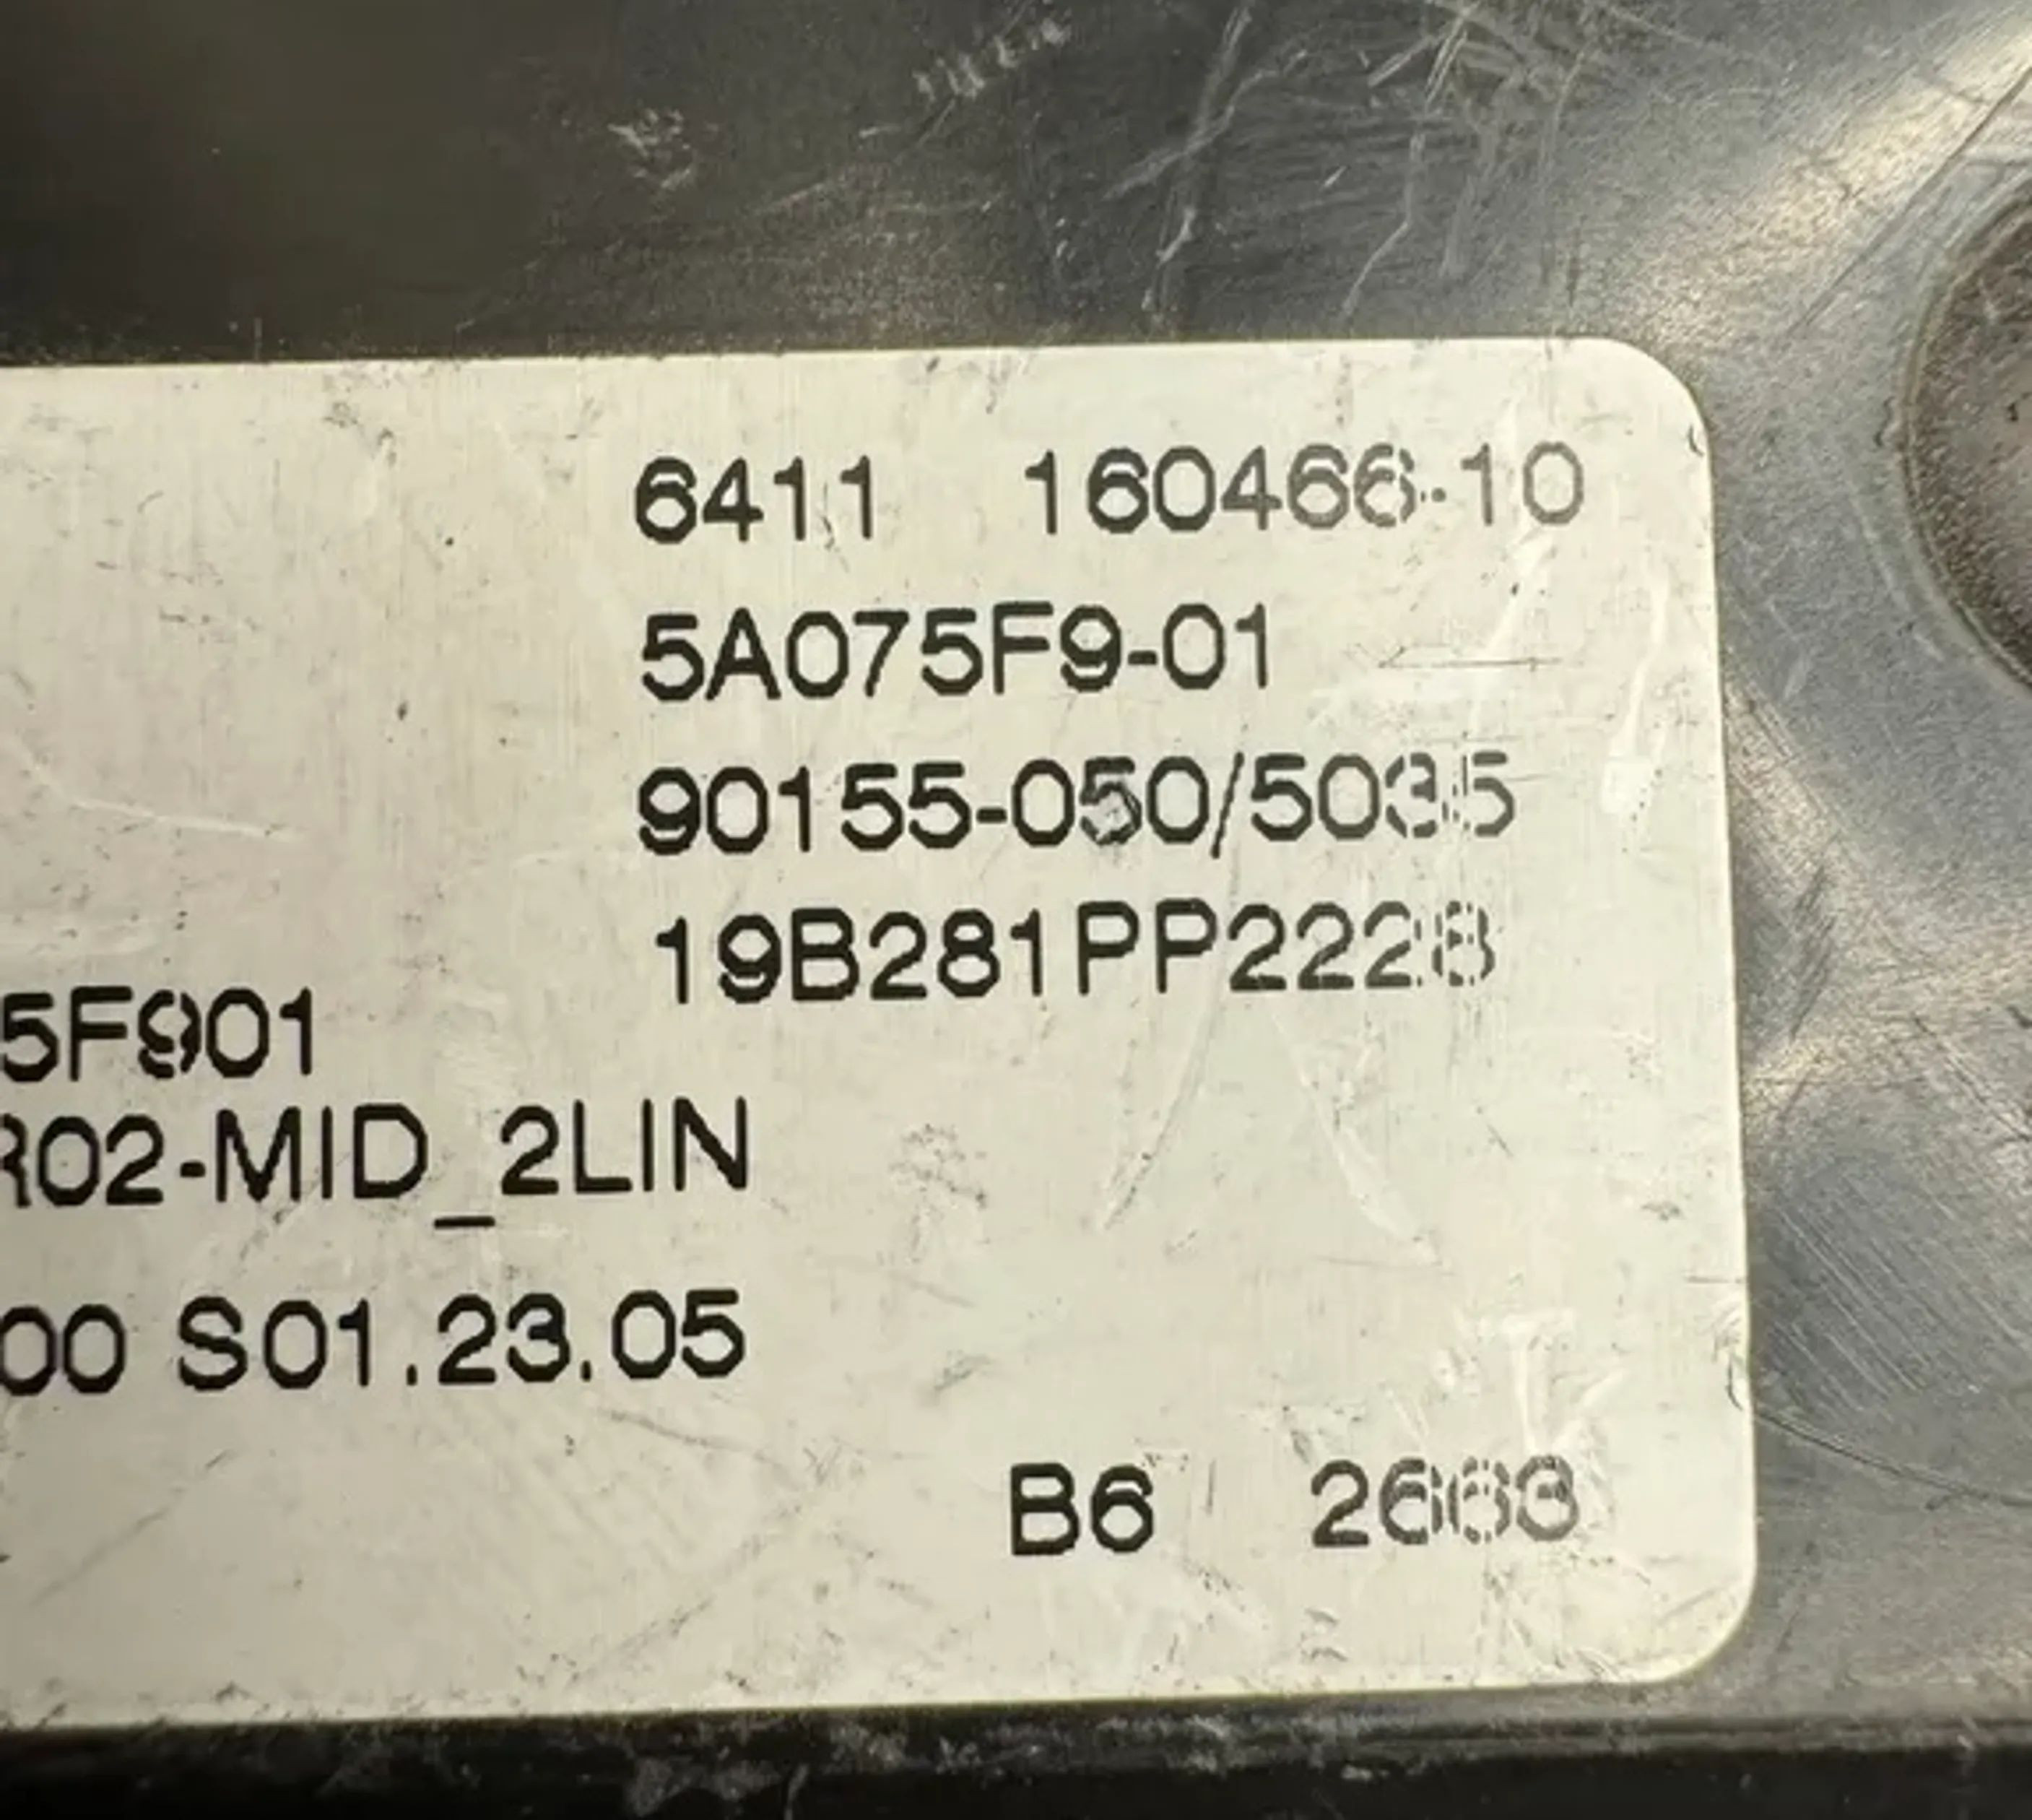 6411 160466-10
5A075F9-01
90155-050/5035
19B281PP2228
5F901
R02-MID_2LIN
00 S01.23.05
B6 2663